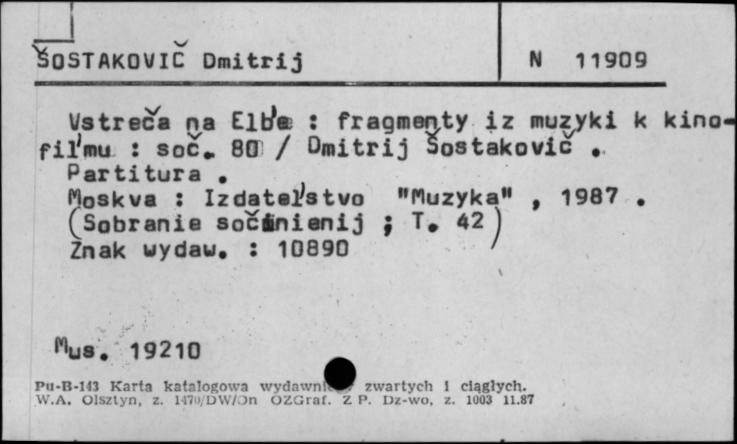 ŠOSTAKOVIČ Dmitrij
N 11909
Vstreča na Elb'e : fragmenty iz muzyki k kino-
fil'mu : soč. 80 / Dmitrij Šostakovič .
Partitura .
Moskva : Izdatel'stvo "Muzyka" , 1987 .
(Sobranie sočinienij ; T. 42)
Znak wydaw. : 10890
Mus. 19210
Pu-B-143 Karta katalogowa zwartych i ciągłych.
W.A. Olsztyn, z. 1470/DW/On OZGraf. Z P. Dz-wo, z. 1003 11.87